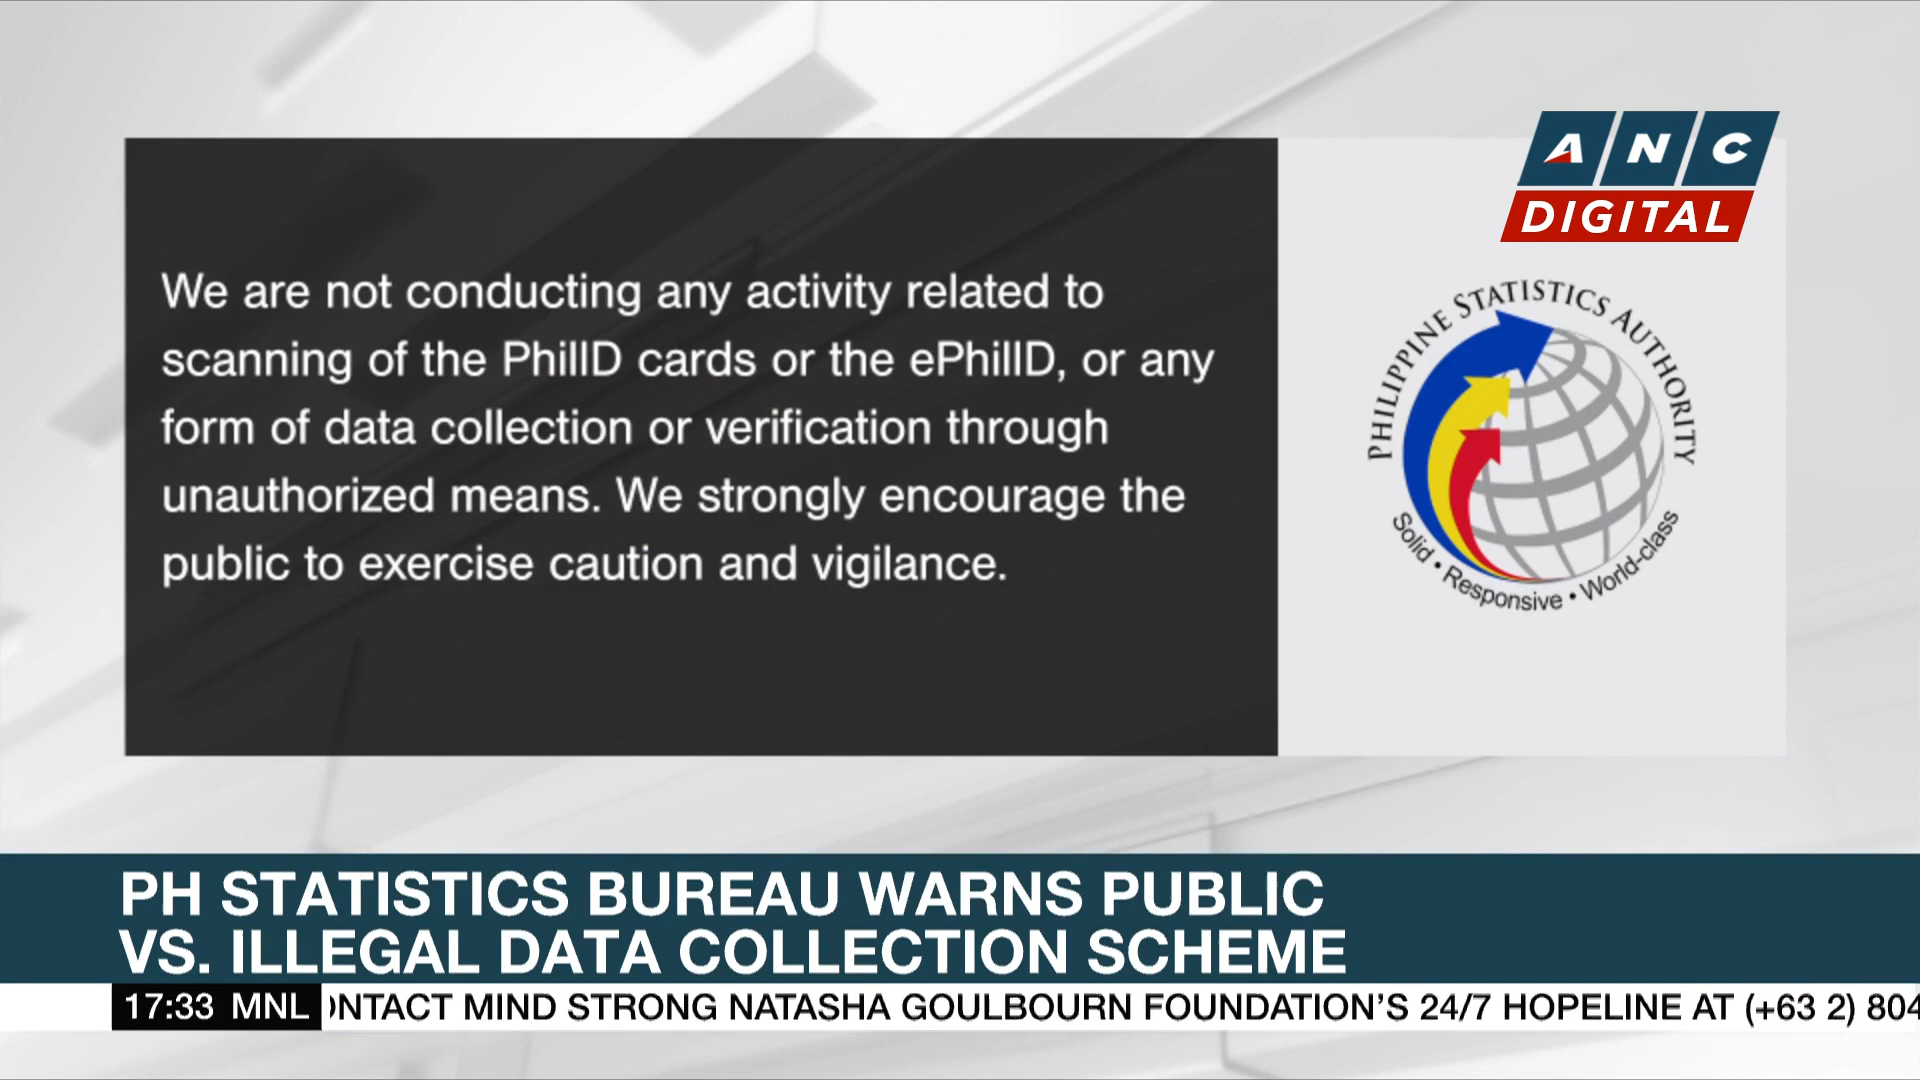 ANC
DIGITAL
We are not conducting any activity related to
scanning of the PhilID cards or the ePhilID, or any
form of data collection or verification through
unauthorized means. We strongly encourage the
public to exercise caution and vigilance.
PHILIPPINE STATISTICS AUTHORITY
Solid • Responsive • World-class
PH STATISTICS BUREAU WARNS PUBLIC
VS. ILLEGAL DATA COLLECTION SCHEME
17:33 MNL ONTACT MIND STRONG NATASHA GOULBOURN FOUNDATION'S 24/7 HOPELINE AT (+63 2) 804